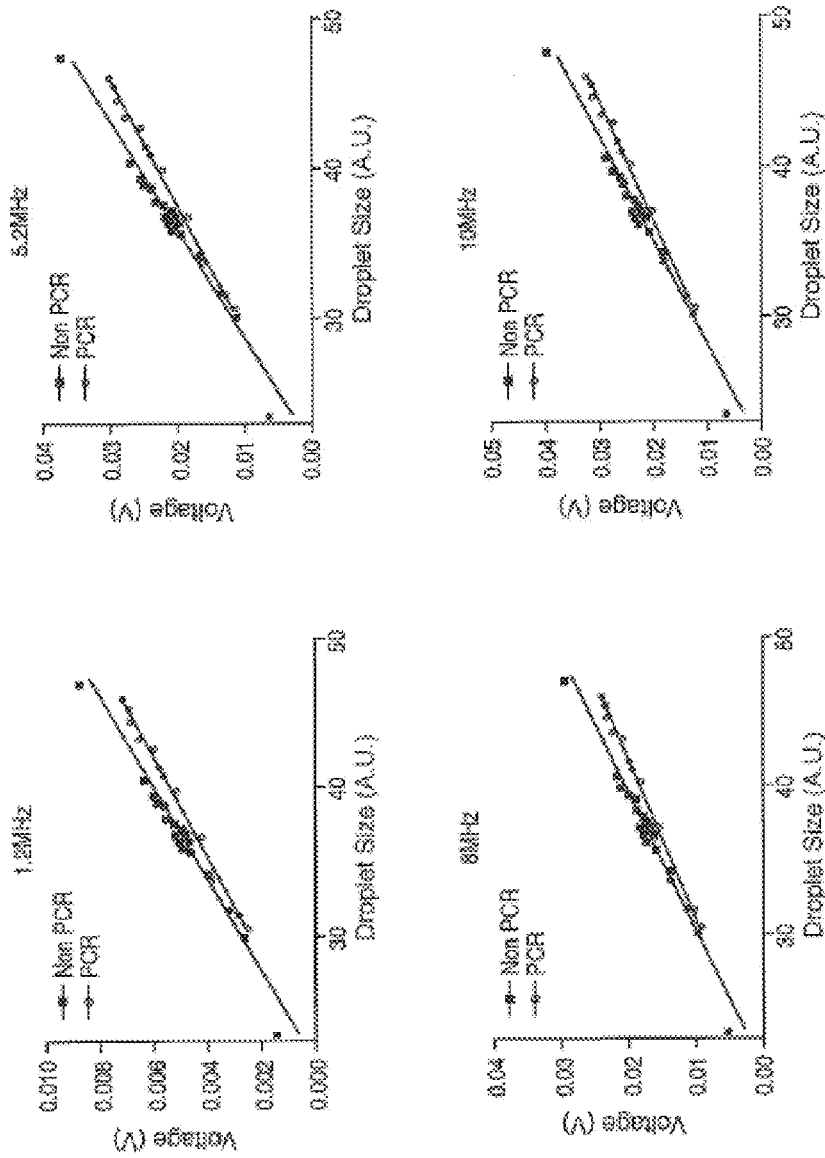 1.2MHz
Non PCR
PCR
0.010
0.008
0.006
0.004
0.002
0.000
Voltage (V)
30
40
50
Droplet Size (A.U.)
5.2MHz
Non PCR
PCR
0.04
0.03
0.02
0.01
0.00
Voltage (V)
30
40
50
Droplet Size (A.U.)
8MHz
Non PCR
PCR
0.04
0.03
0.02
0.01
0.00
Voltage (V)
30
40
50
Droplet Size (A.U.)
10MHz
Non PCR
PCR
0.05
0.04
0.03
0.02
0.01
0.00
Voltage (V)
30
40
50
Droplet Size (A.U.)